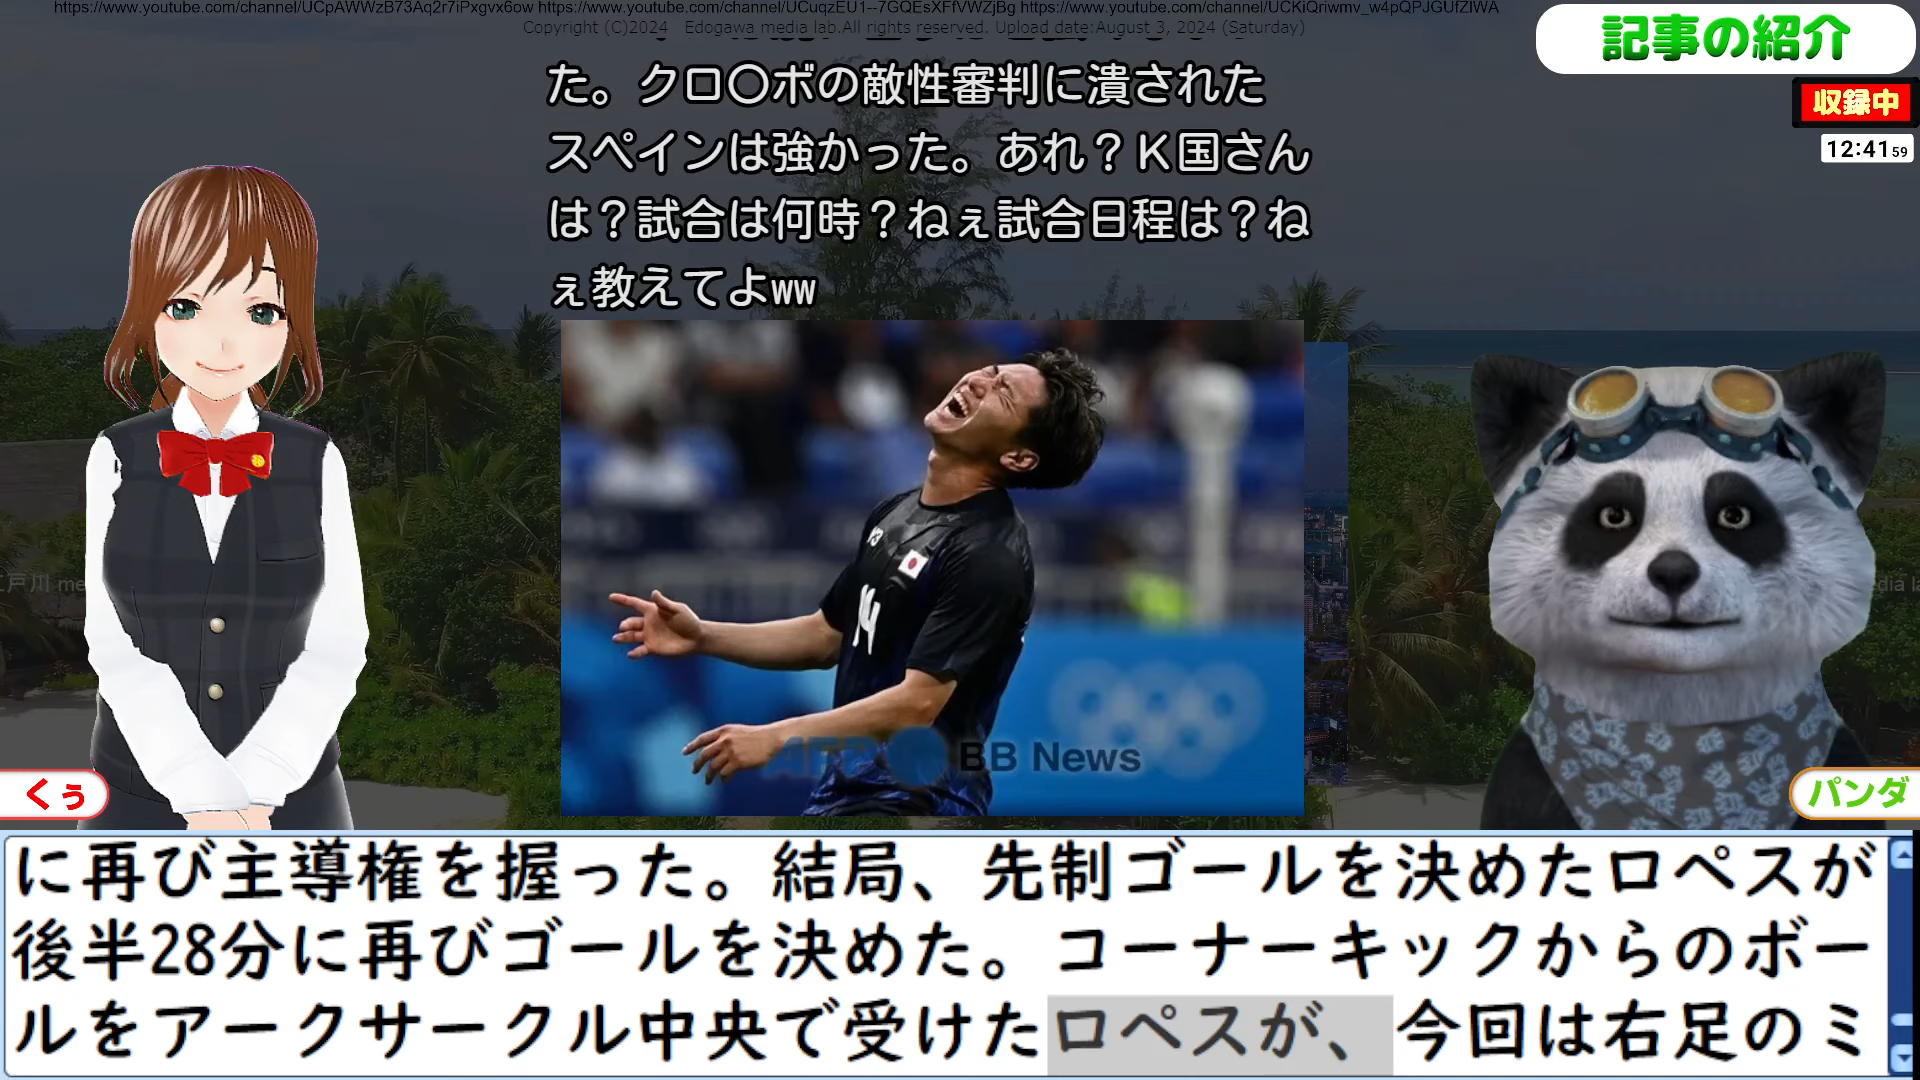 https://www.youtube.com/channel/UCpAWWzB73Aq2r7iPxgvx6ow https://www.youtube.com/channel/UCuqzEU1--7GQEsXFfVWZjBg https://www.youtube.com/channel/UCKiQriwmv_w4pQPJGUfZlWA
Copyright (C)2024 Edogawa media lab.All rights reserved. Upload date:August 3, 2024 (Saturday)
記事の紹介
収録中
12:41 59
た。クロ〇ボの敵性審判に潰された
スペインは強かった。あれ？Ｋ国さん
は？試合は何時？ねぇ試合日程は？ね
ぇ教えてよww
14
AFP BB News
戸川 me
dia la
くぅ
パンダ
に再び主導権を握った。結局、先制ゴールを決めたロペスが
後半28分に再びゴールを決めた。コーナーキックからのボー
ルをアークサークル中央で受けたロペスが、今回は右足のミ